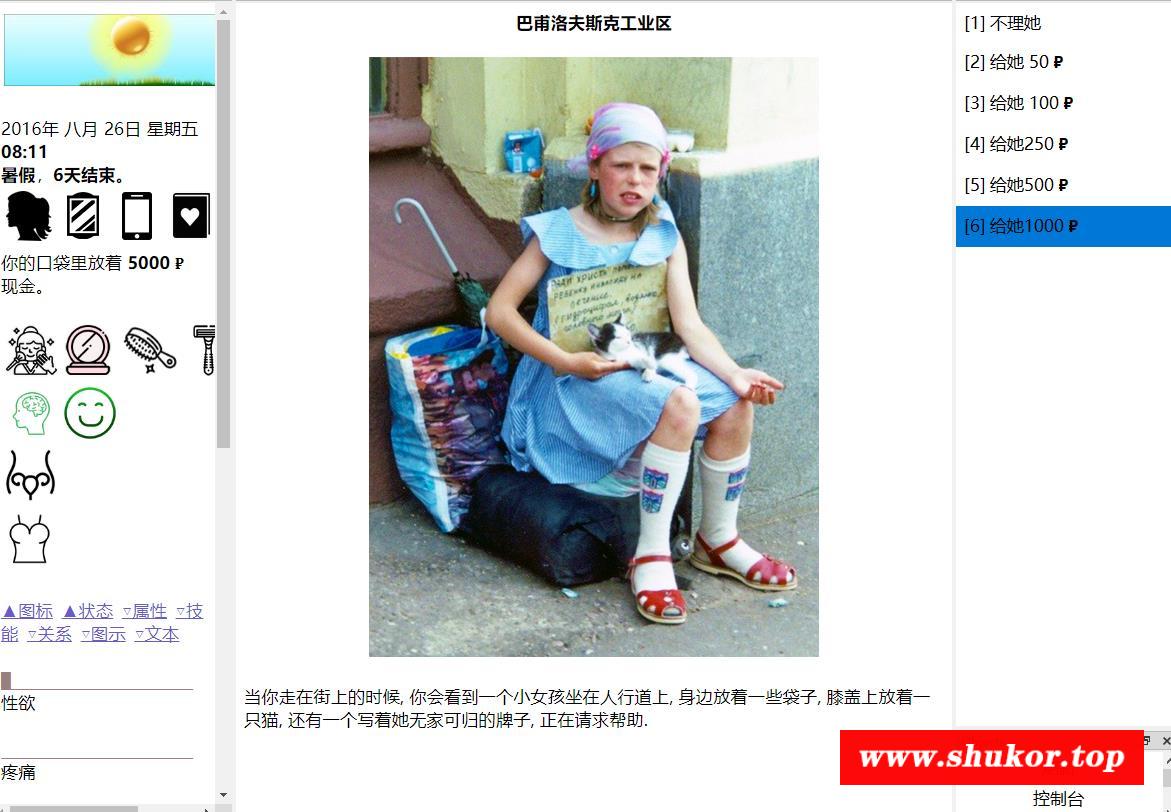 2016年 八月 26日 星期五
08:11
暑假，6天结束。
你的口袋里放着 5000 ₽
现金。
▲图标 ▲状态 ▿属性 ▿技
能 ▿关系 ▿图示 ▿文本
性欲
疼痛
巴甫洛夫斯克工业区
РЕБЕНКУ ИНВАЛИДУ НА
当你走在街上的时候, 你会看到一个小女孩坐在人行道上, 身边放着一些袋子, 膝盖上放着一
只猫, 还有一个写着她无家可归的牌子, 正在请求帮助.
[1] 不理她
[2] 给她 50 ₽
[3] 给她 100 ₽
[4] 给她250 ₽
[5] 给她500 ₽
[6] 给她1000 ₽
www.shukor.top
控制台